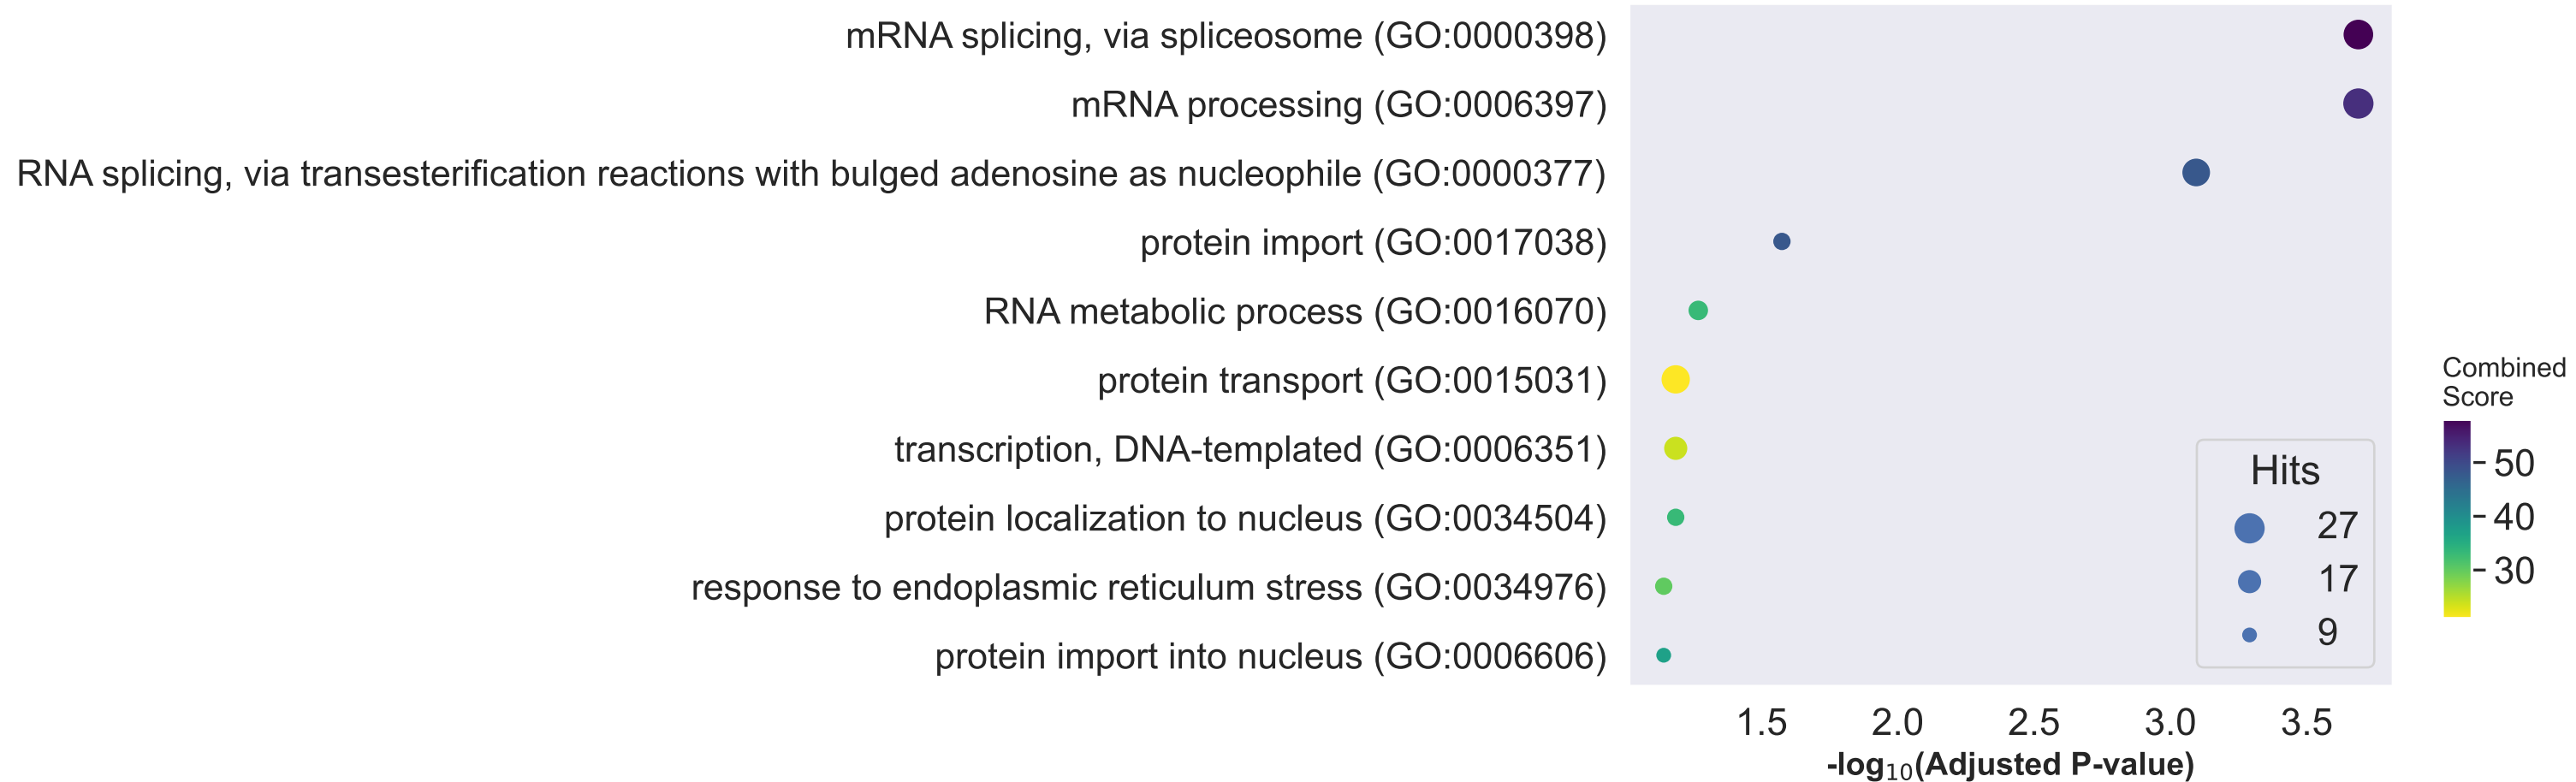 mRNA splicing, via spliceosome (GO:0000398)
mRNA processing (GO:0006397)
RNA splicing, via transesterification reactions with bulged adenosine as nucleophile (GO:0000377)
protein import (GO:0017038)
RNA metabolic process (GO:0016070)
protein transport (GO:0015031)
transcription, DNA-templated (GO:0006351)
protein localization to nucleus (GO:0034504)
response to endoplasmic reticulum stress (GO:0034976)
protein import into nucleus (GO:0006606)
1.5 2.0 2.5 3.0 3.5
-log₁₀(Adjusted P-value)
Hits
27
17
9
Combined
Score
50
40
30